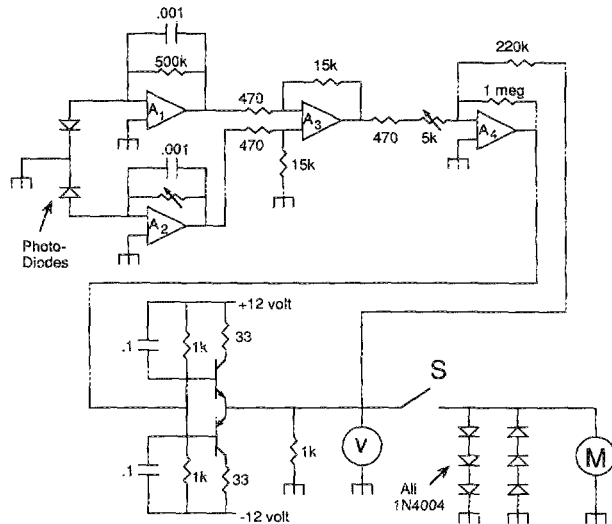 .001
500k
A1
470
15k
A3
470
5k
220k
1 meg
A4
470
15k
.001
A2
Photo-
Diodes
+12 volt
.1
1k
33
S
1k
V
.1
1k
33
-12 volt
All
1N4004
M